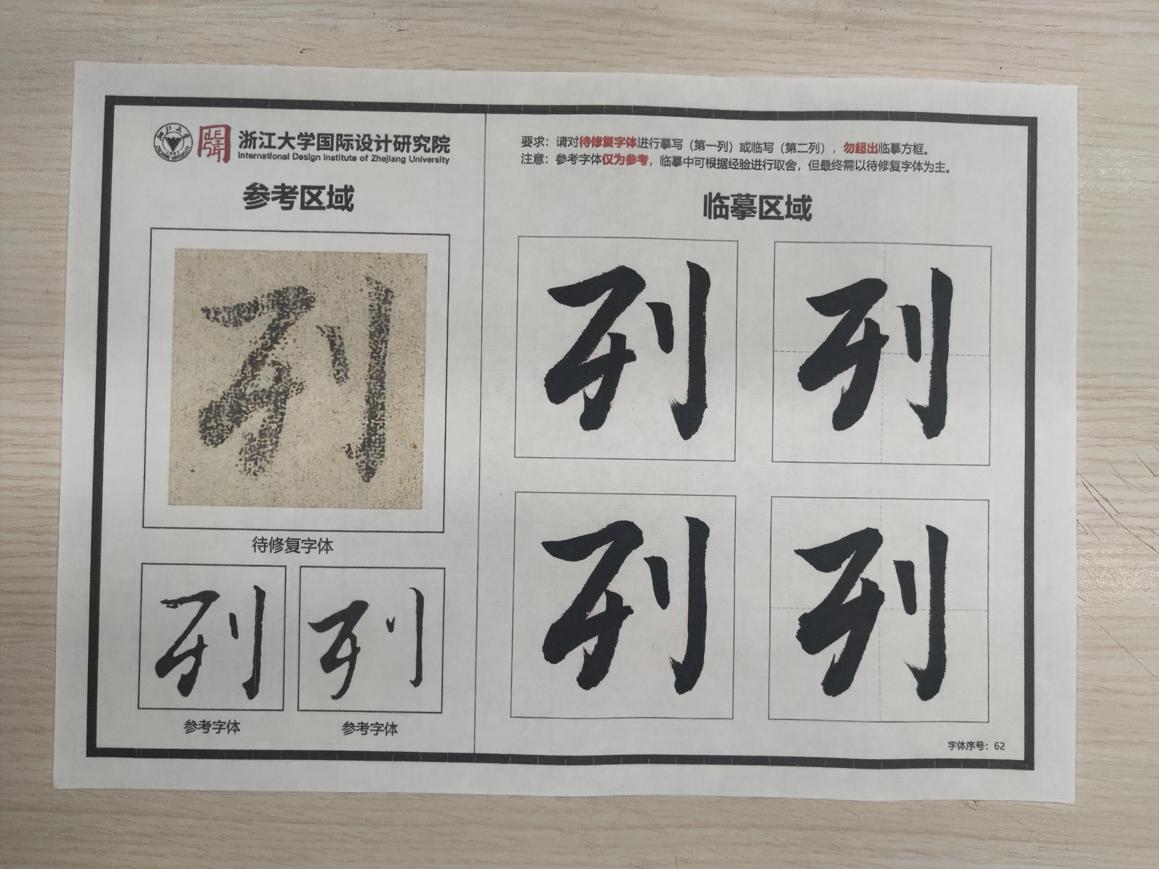 浙江大学国际设计研究院
International Design Institute of Zhejiang University
参考区域
列
待修复字体
列
列
参考字体
参考字体
要求：请对待修复字体进行摹写（第一列）或临写（第二列），勿超出临摹方框。
注意：参考字体仅为参考，临摹中可根据经验进行取舍，但最终需以待修复字体为主。
临摹区域
列
列
列
列
字体序号：62